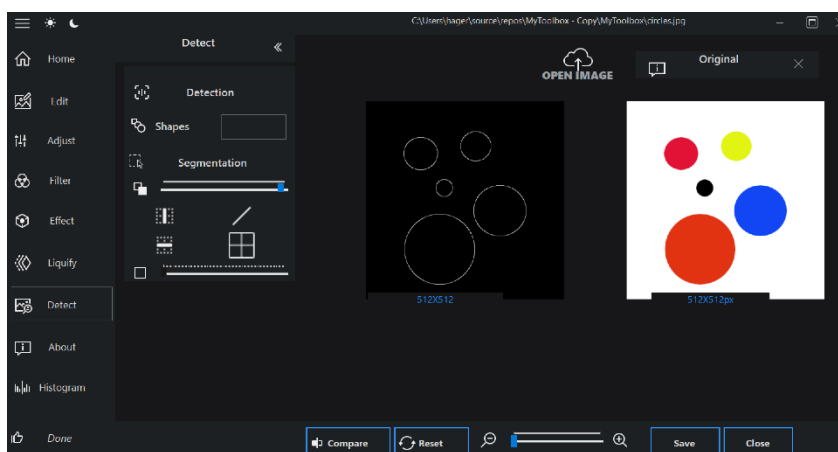 C:\Users\hager\source\repos\MyToolbox - Copy\MyToolbox\circles.jpg
Detect
Home
Edit
Adjust
Filter
Effect
Liquify
Detect
About
Histogram
Done
Detection
Shapes
Segmentation
OPEN IMAGE
Original
512X512
512X512px
Compare
Reset
Save
Close